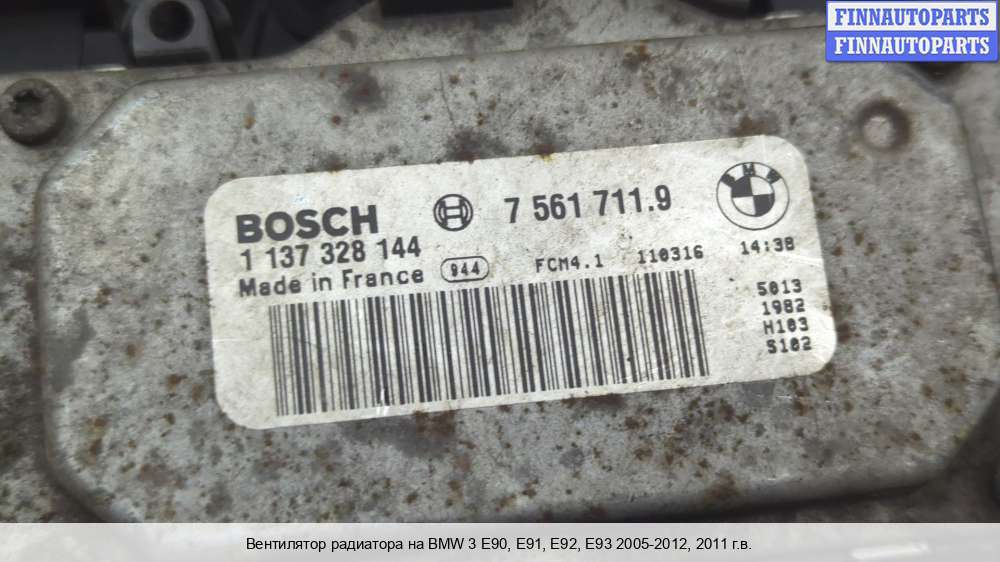 FINNAUTOPARTS
FINNAUTOPARTS
BOSCH 7 561 711.9 BMW
1 137 328 144
Made in France 944 FCM4.1 110316 14:38
5013
1982
H103
S102
Вентилятор радиатора на BMW 3 E90, E91, E92, E93 2005-2012, 2011 г.в.